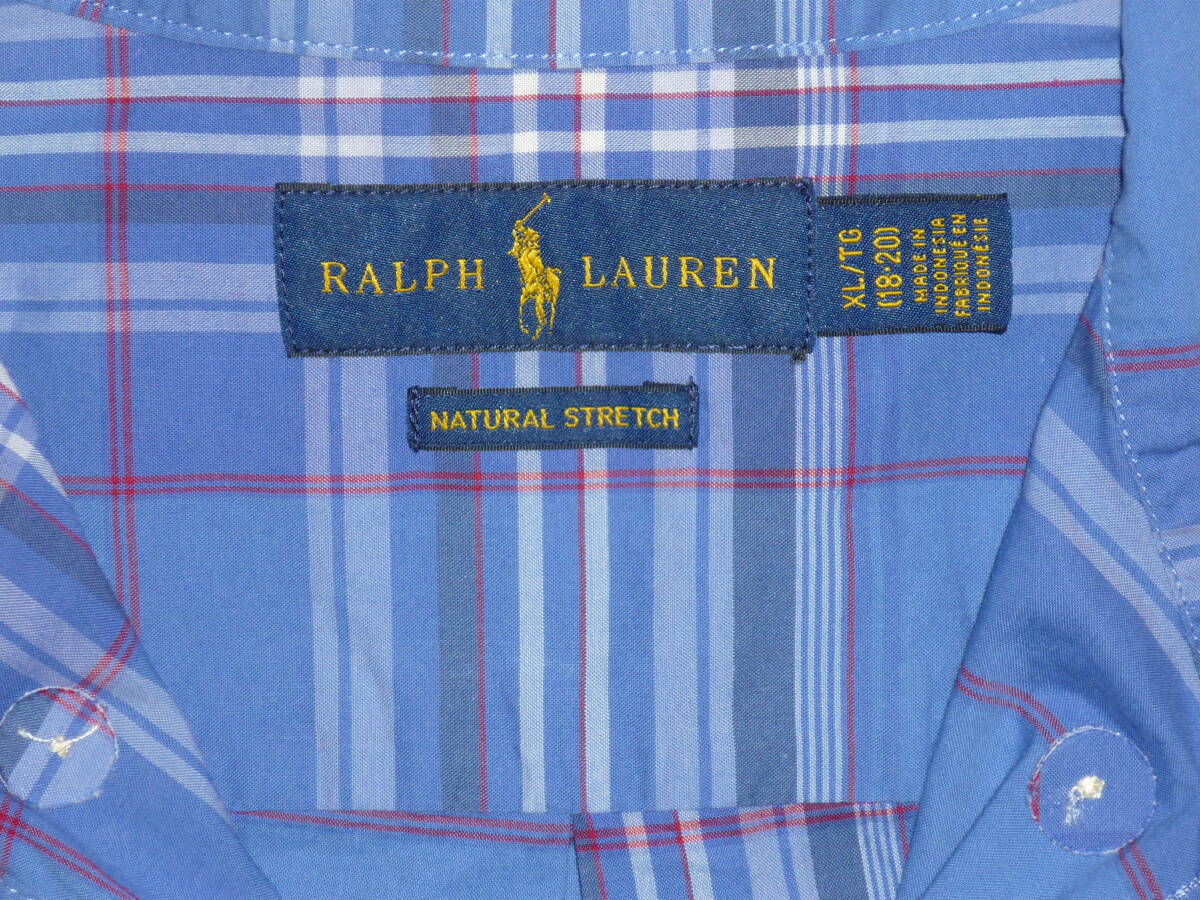 RALPH LAUREN
XL/TG
(18·20)
MADE IN
INDONESIA
FABRIQUÉ EN
INDONÉSIE
NATURAL STRETCH